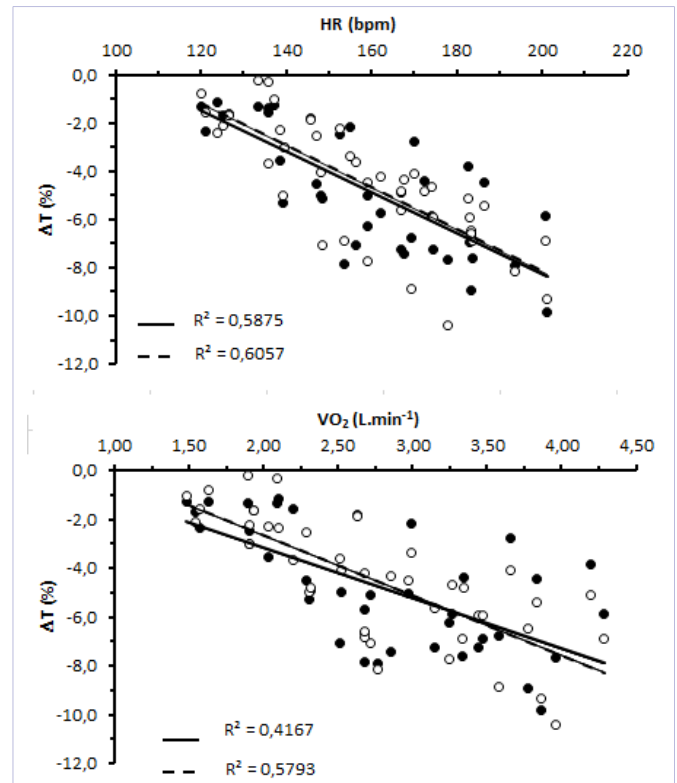 HR (bpm)
100 120 140 160 180 200 220
0,0
-2,0
-4,0
-6,0
-8,0
-10,0
-12,0
ΔT (%)
R² = 0,5875
R² = 0,6057
VO₂ (L.min⁻¹)
1,00 1,50 2,00 2,50 3,00 3,50 4,00 4,50
0,0
-2,0
-4,0
-6,0
-8,0
-10,0
-12,0
ΔT (%)
R² = 0,4167
R² = 0,5793